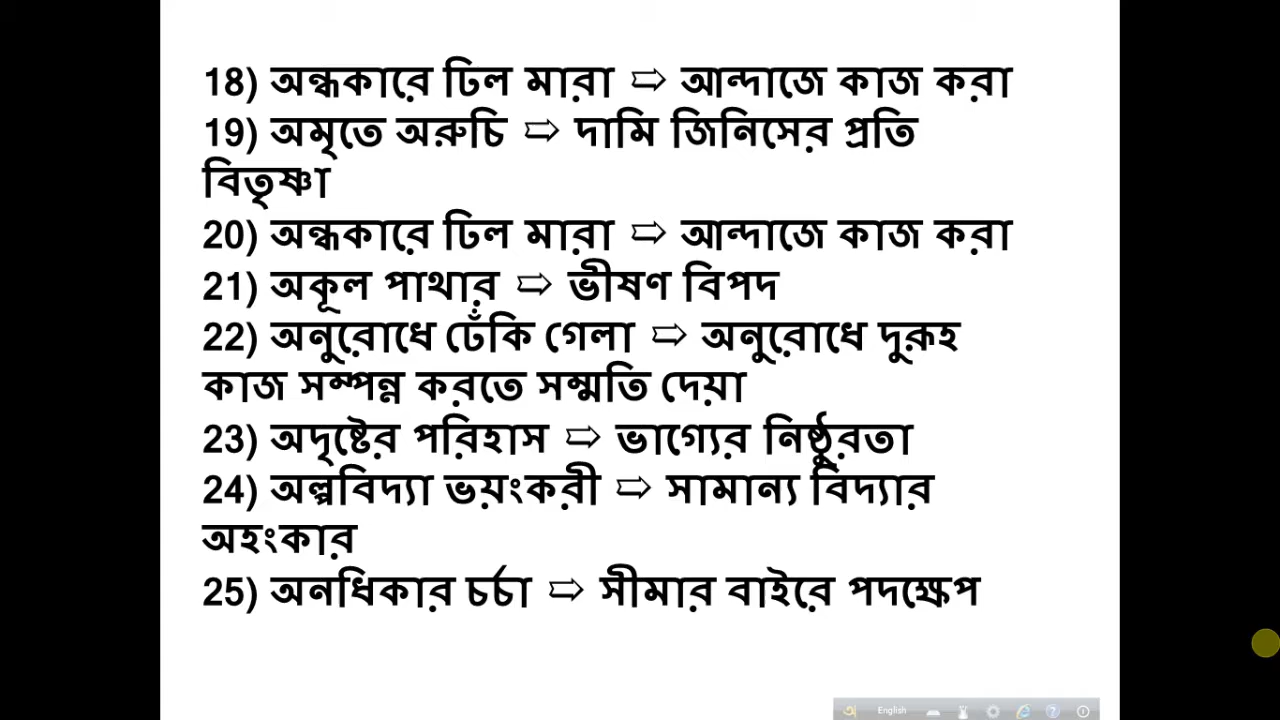 18) অন্ধকারে ঢিল মারা ⇨ আন্দাজে কাজ করা
19) অমৃতে অরুচি ⇨ দামি জিনিসের প্রতি
বিতৃষ্ণা
20) অন্ধকারে ঢিল মারা ⇨ আন্দাজে কাজ করা
21) অকূল পাথার ⇨ ভীষণ বিপদ
22) অনুরোধে ঢেঁকি গেলা ⇨ অনুরোধে দুরূহ
কাজ সম্পন্ন করতে সম্মতি দেয়া
23) অদৃষ্টের পরিহাস ⇨ ভাগ্যের নিষ্ঠুরতা
24) অল্পবিদ্যা ভয়ংকরী ⇨ সামান্য বিদ্যার
অহংকার
25) অনধিকার চর্চা ⇨ সীমার বাইরে পদক্ষেপ
অ English